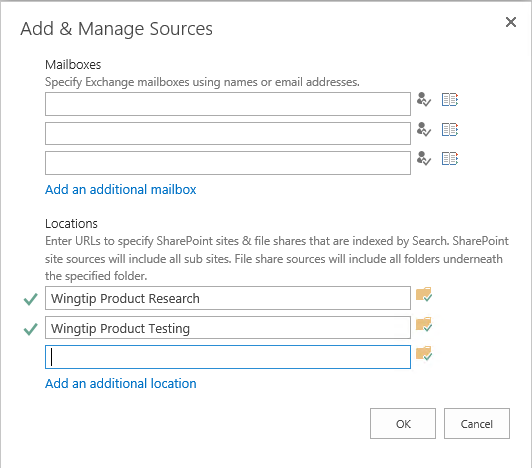 Add & Manage Sources
Mailboxes
Specify Exchange mailboxes using names or email addresses.
Add an additional mailbox
Locations
Enter URLs to specify SharePoint sites & file shares that are indexed by Search. SharePoint
site sources will include all sub sites. File share sources will include all folders underneath
the specified folder.
Wingtip Product Research
Wingtip Product Testing
Add an additional location
OK Cancel